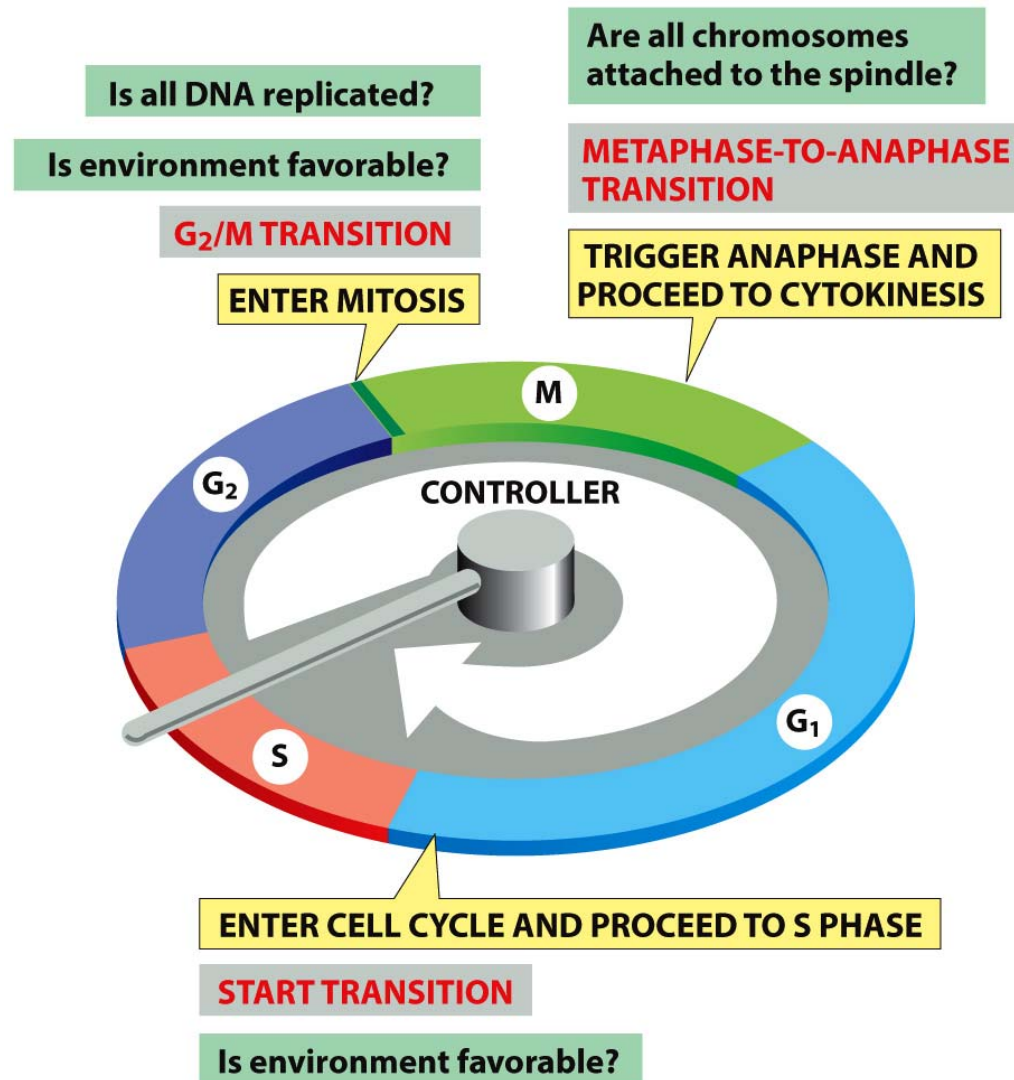 Is all DNA replicated?
Is environment favorable?
G₂/M TRANSITION
ENTER MITOSIS
Are all chromosomes
attached to the spindle?
METAPHASE-TO-ANAPHASE
TRANSITION
TRIGGER ANAPHASE AND
PROCEED TO CYTOKINESIS
M
G₂
CONTROLLER
G₁
S
ENTER CELL CYCLE AND PROCEED TO S PHASE
START TRANSITION
Is environment favorable?